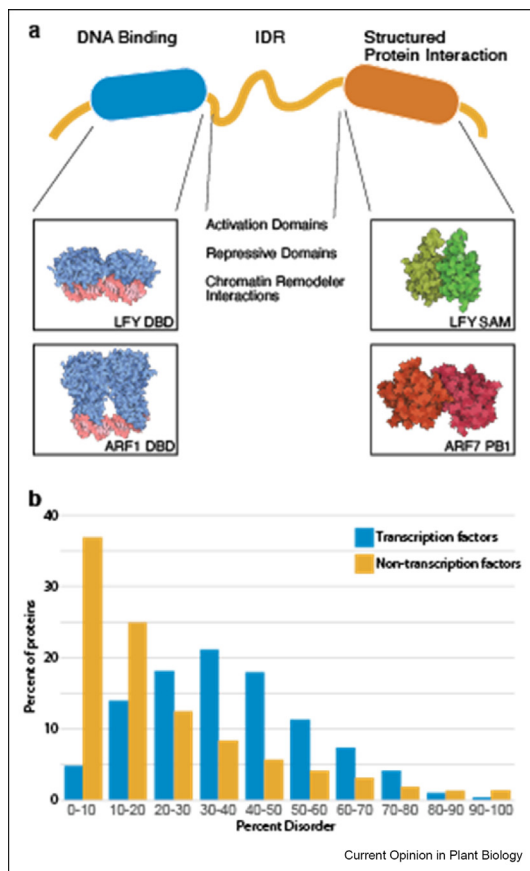 a
DNA Binding
IDR
Structured
Protein Interaction
Activation Domains
Repressive Domains
Chromatin Remodeler
Interactions
LFY DBD
LFY SAM
ARF1 DBD
ARF7 PB1
b
40
30
20
10
0
Percent of proteins
Transcription factors
Non-transcription factors
0-10 10-20 20-30 30-40 40-50 50-60 60-70 70-80 80-90 90-100
Percent Disorder
Current Opinion in Plant Biology